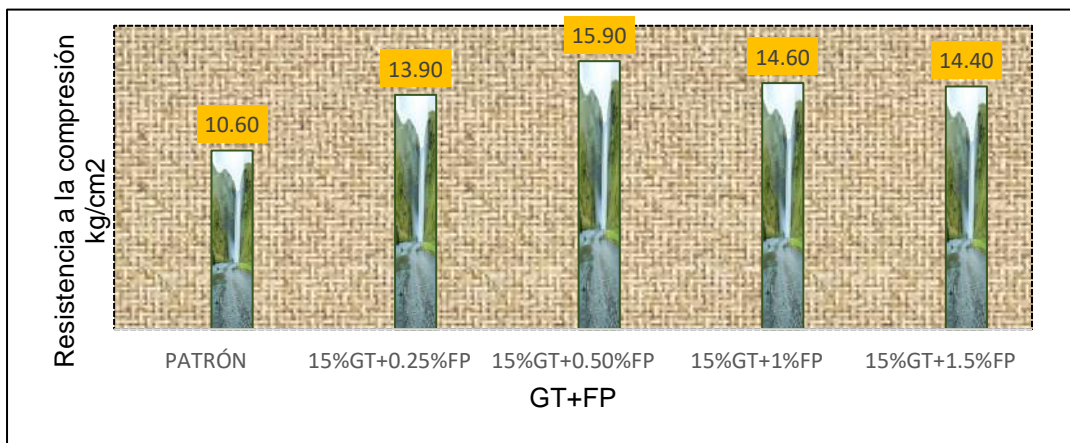 Resistencia a la compresión
kg/cm2
10.60
13.90
15.90
14.60
14.40
PATRÓN
15%GT+0.25%FP
15%GT+0.50%FP
15%GT+1%FP
15%GT+1.5%FP
GT+FP